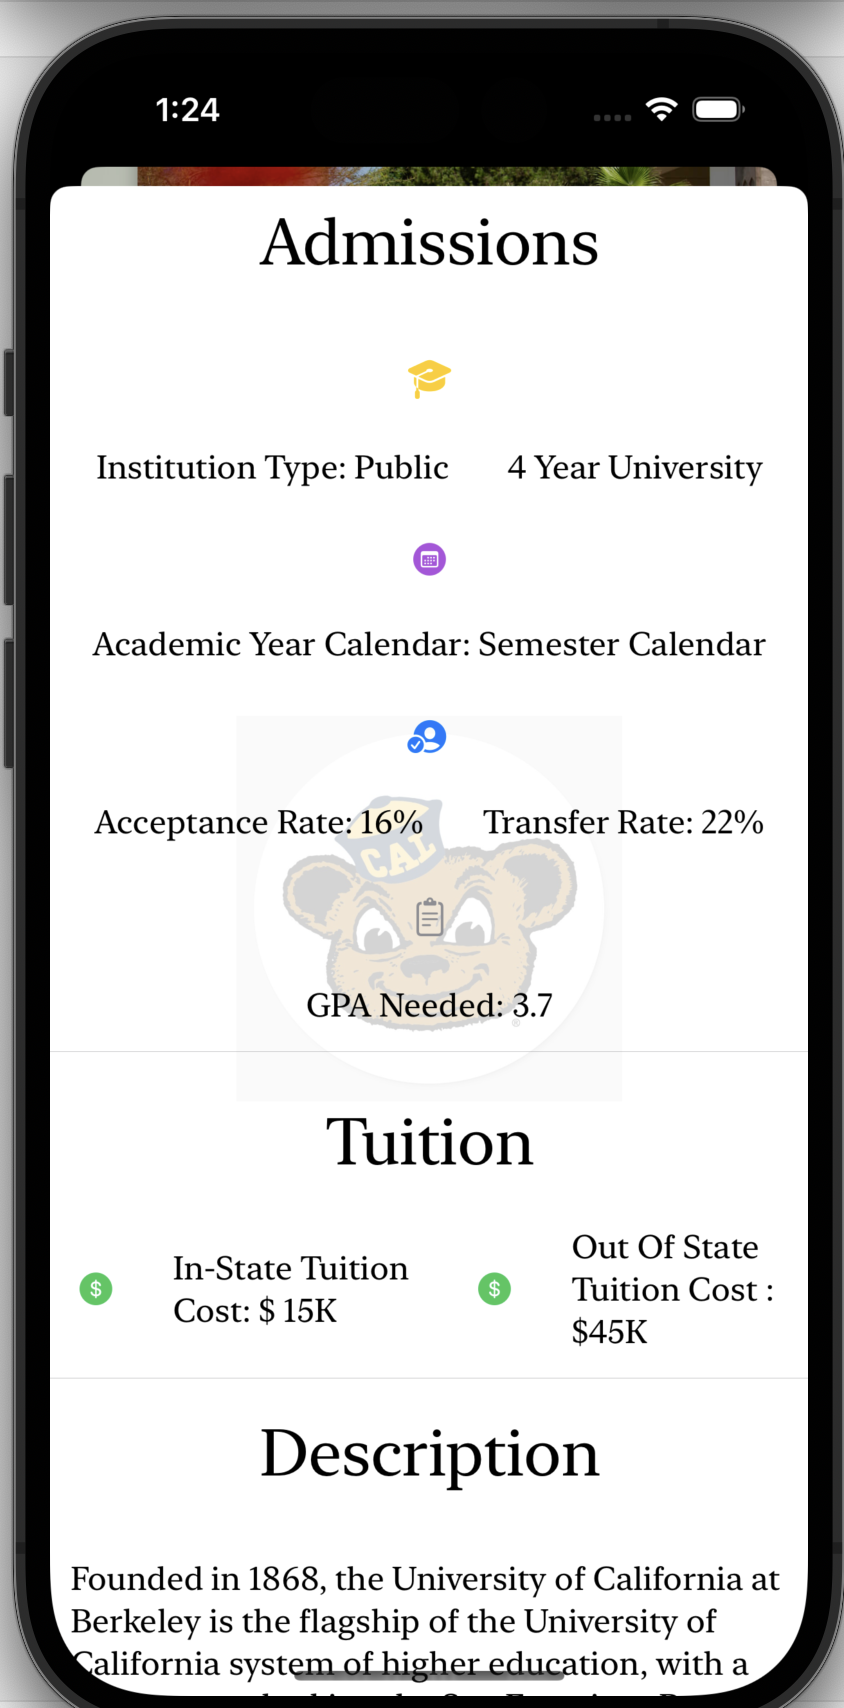 1:24
Admissions
Institution Type: Public 4 Year University
Academic Year Calendar: Semester Calendar
Acceptance Rate: 16% Transfer Rate: 22%
CAL
GPA Needed: 3.7
®
Tuition
$ In-State Tuition
Cost: $ 15K
$ Out Of State
Tuition Cost :
$45K
Description
Founded in 1868, the University of California at
Berkeley is the flagship of the University of
California system of higher education, with a